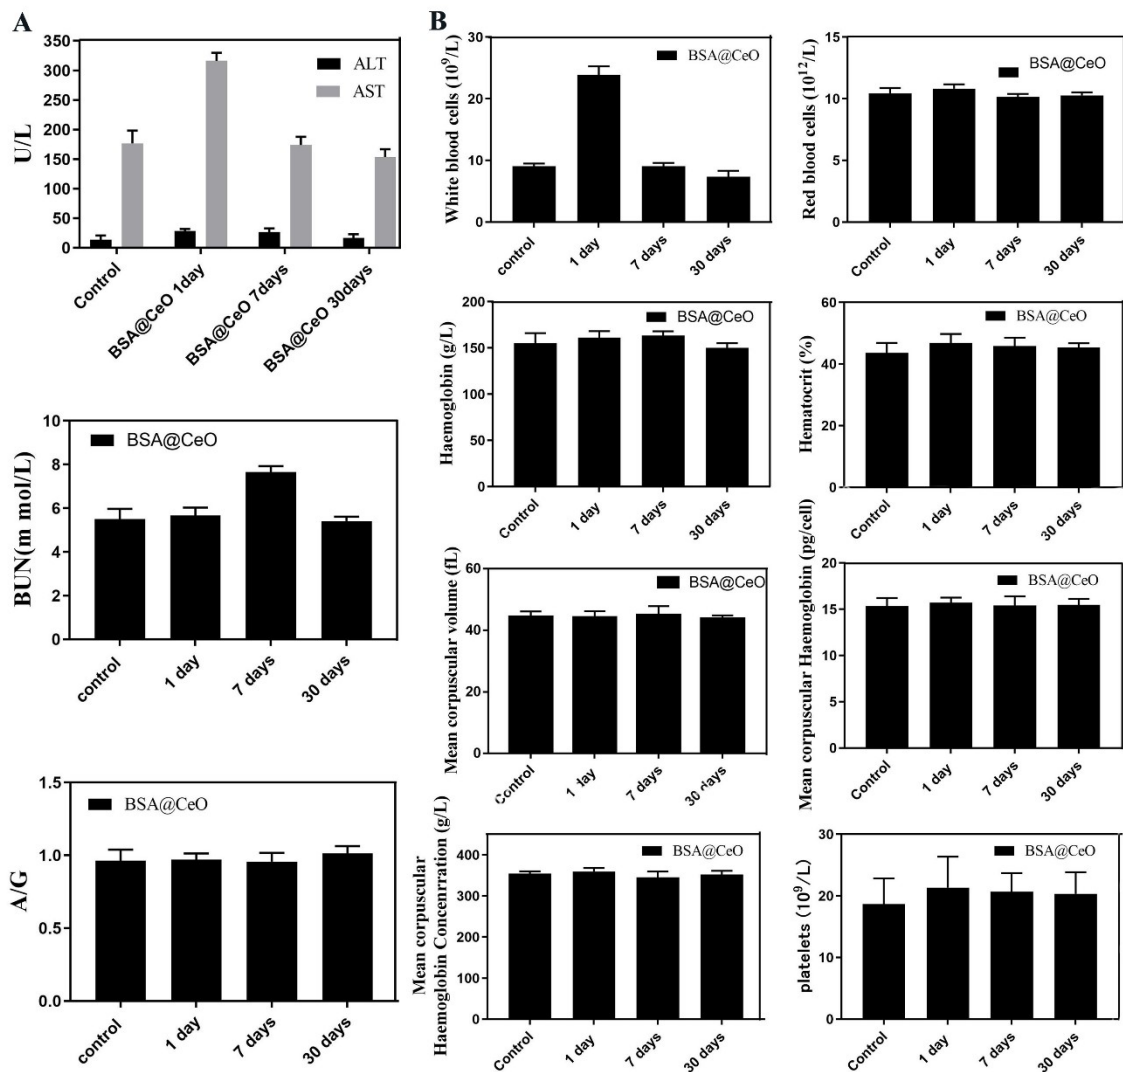 A
U/L
350
300
250
200
150
100
50
0
ALT
AST
Control
BSA@CeO 1day
BSA@CeO 7days
BSA@CeO 30days
BUN(m mol/L)
10
8
6
4
2
0
BSA@CeO
control
1 day
7 days
30 days
A/G
1.5
1.0
0.5
0.0
BSA@CeO
control
1 day
7 days
30 days
B
White blood cells (10⁹/L)
30
20
10
0
BSA@CeO
control
1 day
7 days
30 days
Red blood cells (10¹²/L)
15
10
5
0
BSA@CeO
control
1 day
7 days
30 days
Haemoglobin (g/L)
200
150
100
50
0
BSA@CeO
Control
1 day
7 days
30 days
Hematocrit (%)
60
40
20
0
BSA@CeO
Control
1 day
7 days
30 days
Mean corpuscular volume (fL)
60
40
20
0
BSA@CeO
Control
1 day
7 days
30 days
Mean corpuscular Haemoglobin (pg/cell)
20
15
10
5
0
BSA@CeO
Control
1 day
7 days
30 days
Mean corpuscular
Haemoglobin Concenrration (g/L)
400
300
200
100
0
BSA@CeO
Control
1 day
7 days
30 days
platelets (10⁹/L)
30
20
10
0
BSA@CeO
Control
1 day
7 days
30 days